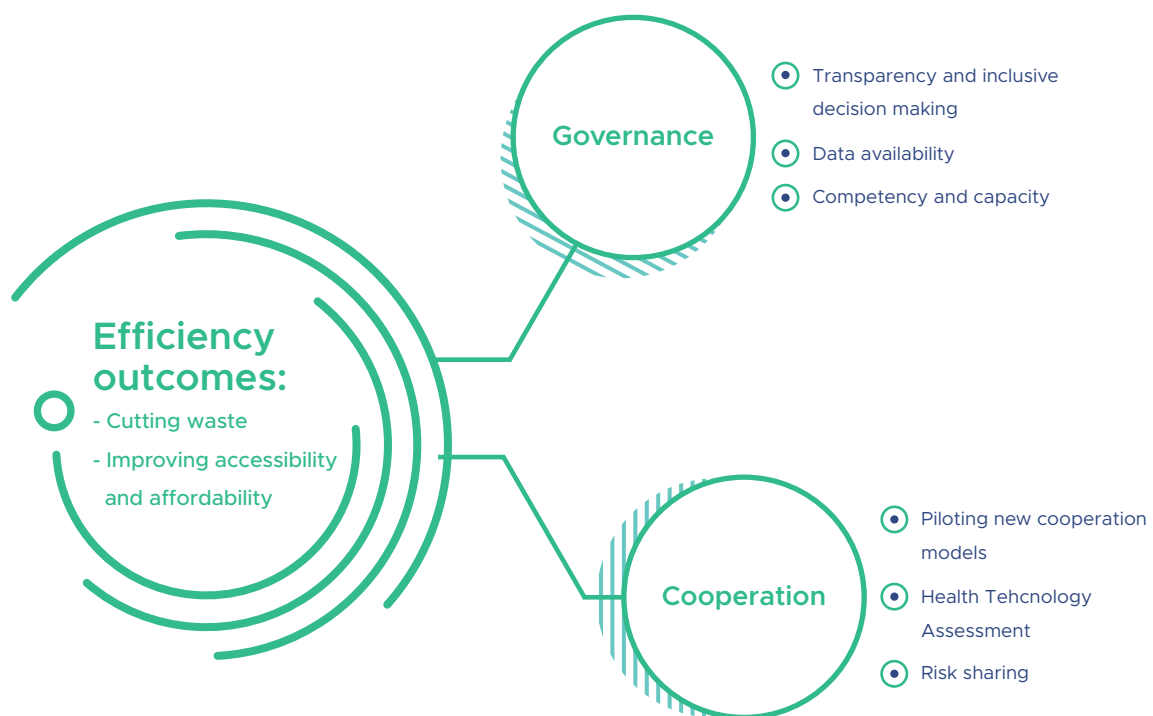 Efficiency
outcomes:
- Cutting waste
- Improving accessibility
and affordability
Governance
Transparency and inclusive
decision making
Data availability
Competency and capacity
Cooperation
Piloting new cooperation
models
Health Tehcnology
Assessment
Risk sharing